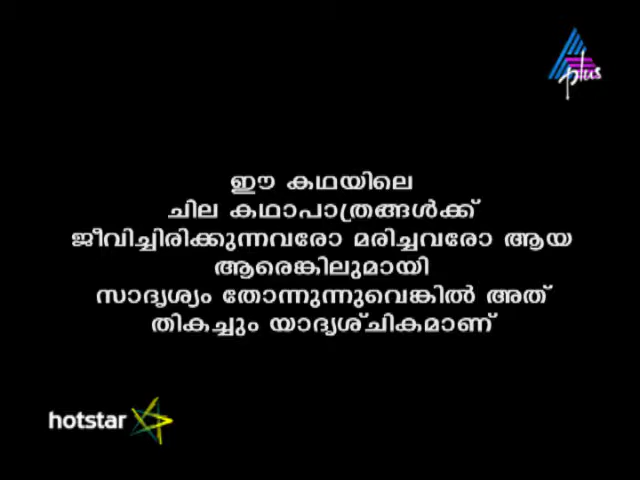 plus
ഈ കഥയിലെ
ചില കഥാപാത്രങ്ങൾക്ക്
ജീവിച്ചിരിക്കുന്നവരോ മരിച്ചവരോ ആയ
ആരെങ്കിലുമായി
സാദൃശ്യം തോന്നുന്നുവെങ്കിൽ അത്
തികച്ചും യാദൃശ്ചികമാണ്
hotstar